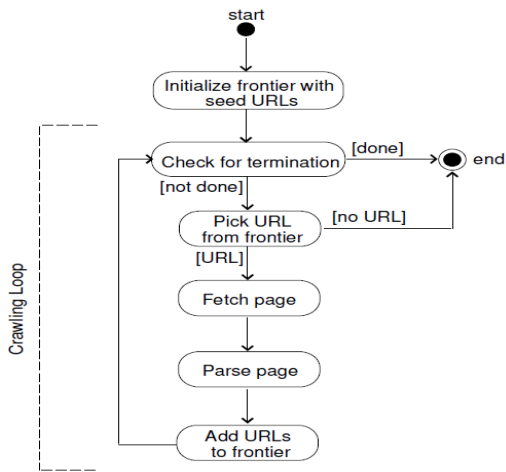 start
Initialize frontier with
seed URLs
Check for termination
[done]
end
[not done]
Pick URL
from frontier
[no URL]
[URL]
Fetch page
Parse page
Add URLs
to frontier
Crawling Loop